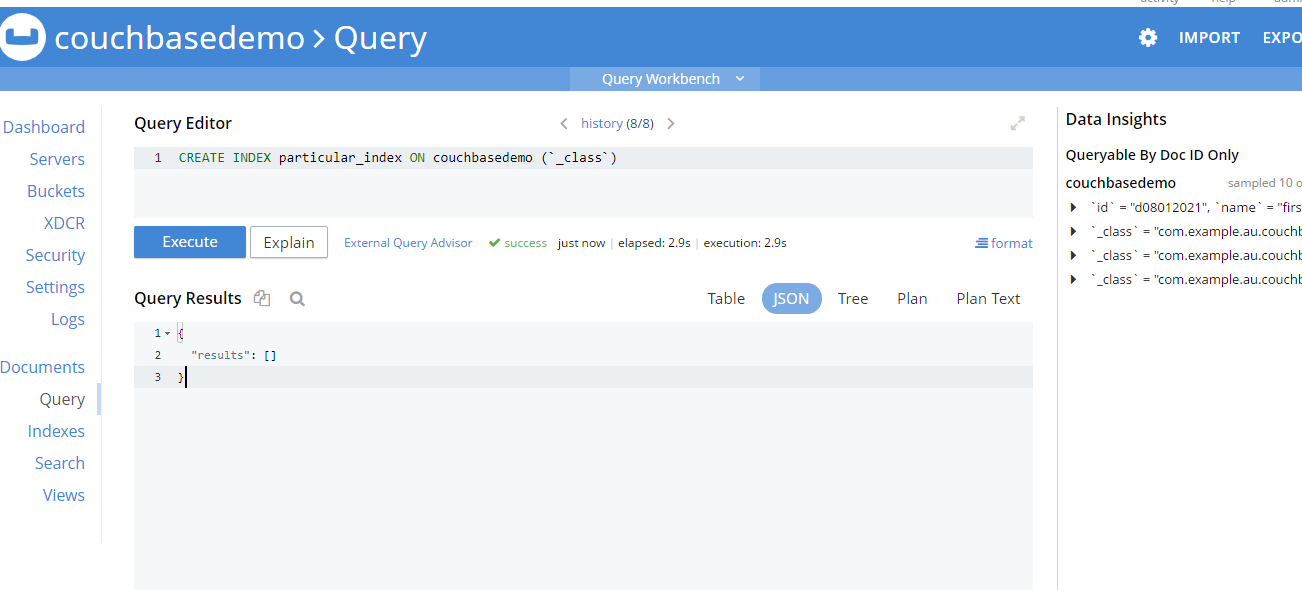 couchbasedemo > Query
IMPORT
Query Workbench
Dashboard
Servers
Buckets
XDCR
Security
Settings
Logs
Documents
Query
Indexes
Search
Views
Query Editor
history (8/8)
1 CREATE INDEX particular_index ON couchbasedemo (`_class`)
Execute Explain External Query Advisor success just now | elapsed: 2.9s | execution: 2.9s format
Query Results Table JSON Tree Plan Plan Text
1 {
2 "results": []
3 }
Data Insights
Queryable By Doc ID Only
couchbasedemo sampled 10
`id` = "d08012021", `name` = "firs
`_class` = "com.example.au.couchb
`_class` = "com.example.au.couchb
`_class` = "com.example.au.couchb